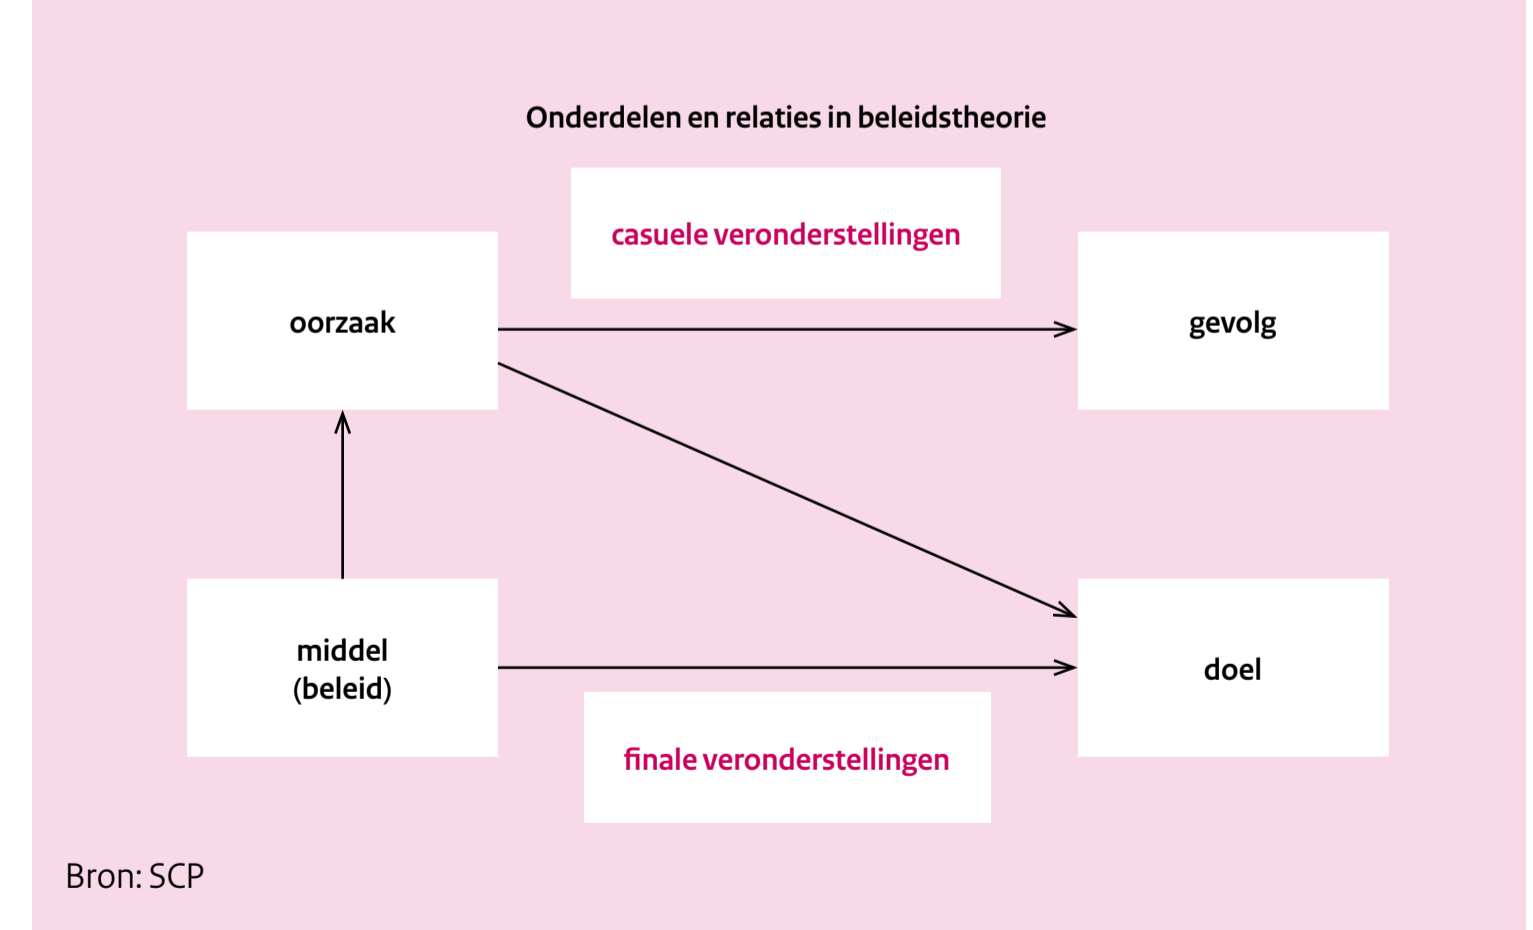 Onderdelen en relaties in beleidstheorie
casuele veronderstellingen
oorzaak
gevolg
middel
(beleid)
doel
finale veronderstellingen
Bron: SCP